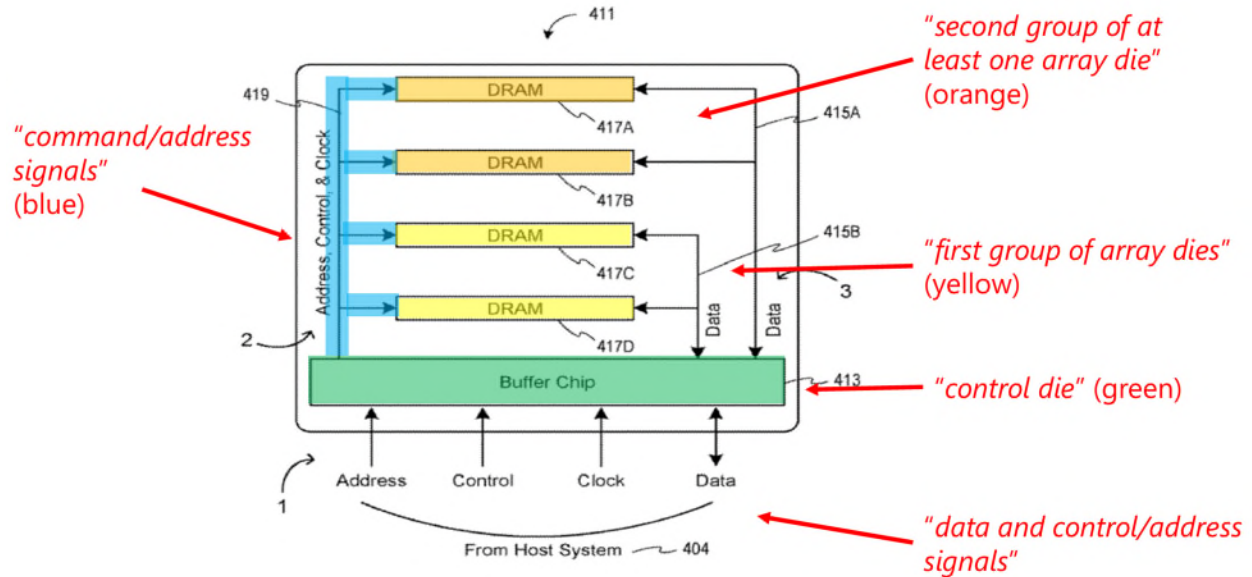 411
"second group of at
least one array die"
(orange)
419
DRAM
417A
415A
"command/address
signals"
(blue)
Address, Control, & Clock
DRAM
417B
DRAM
417C
415B
"first group of array dies"
(yellow)
3
DRAM
417D
Data
Data
2
Buffer Chip
413
"control die" (green)
1
Address
Control
Clock
Data
"data and control/address
signals"
From Host System
404